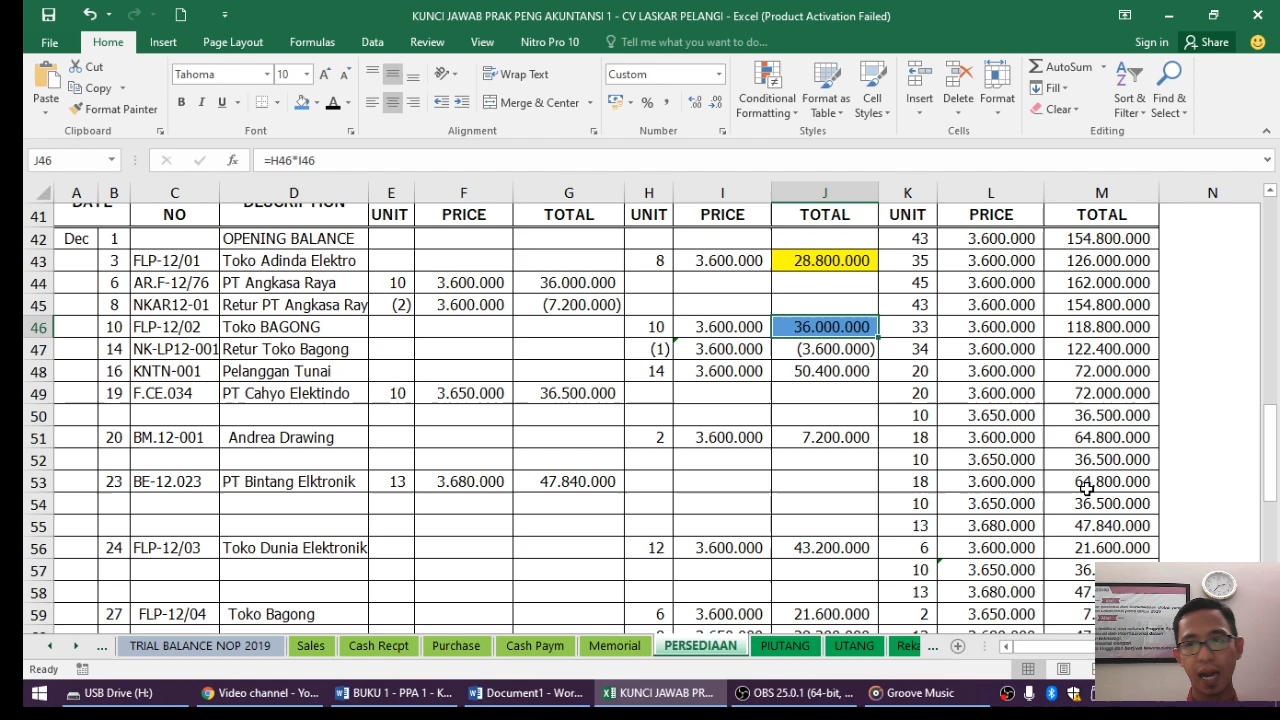 KUNCI JAWAB PRAK PENG AKUNTANSI 1 - CV LASKAR PELANGI - Excel (Product Activation Failed)
File Home Insert Page Layout Formulas Data Review View Nitro Pro 10 Tell me what you want to do... Sign in Share
Paste Cut Copy Format Painter
Tahoma 10
B I U
Wrap Text
Merge & Center
Custom
Conditional Formatting Format as Table Cell Styles
Insert Delete Format
AutoSum Fill Clear
Sort & Filter Find & Select
Clipboard Font Alignment Number Styles Cells Editing
J46 fx =H46*I46
A B C D E F G H I J K L M N
41 NO UNIT PRICE TOTAL UNIT PRICE TOTAL UNIT PRICE TOTAL
42 Dec 1 OPENING BALANCE 43 3.600.000 154.800.000
43 3 FLP-12/01 Toko Adinda Elektro 8 3.600.000 28.800.000 35 3.600.000 126.000.000
44 6 AR.F-12/76 PT Angkasa Raya 10 3.600.000 36.000.000 45 3.600.000 162.000.000
45 8 NKAR12-01 Retur PT Angkasa Ray (2) 3.600.000 (7.200.000) 43 3.600.000 154.800.000
46 10 FLP-12/02 Toko BAGONG 10 3.600.000 36.000.000 33 3.600.000 118.800.000
47 14 NK-LP12-001 Retur Toko Bagong (1) 3.600.000 (3.600.000) 34 3.600.000 122.400.000
48 16 KNTN-001 Pelanggan Tunai 14 3.600.000 50.400.000 20 3.600.000 72.000.000
49 19 F.CE.034 PT Cahyo Elektindo 10 3.650.000 36.500.000 20 3.600.000 72.000.000
50 10 3.650.000 36.500.000
51 20 BM.12-001 Andrea Drawing 2 3.600.000 7.200.000 18 3.600.000 64.800.000
52 10 3.650.000 36.500.000
53 23 BE-12.023 PT Bintang Elktronik 13 3.680.000 47.840.000 18 3.600.000 64.800.000
54 10 3.650.000 36.500.000
55 13 3.680.000 47.840.000
56 24 FLP-12/03 Toko Dunia Elektronik 12 3.600.000 43.200.000 6 3.600.000 21.600.000
57 10 3.650.000 36.
58 13 3.680.000 47.
59 27 FLP-12/04 Toko Bagong 6 3.600.000 21.600.000 2 3.650.000 7.
... TRIAL BALANCE NOP 2019 Sales Cash Recpt Purchase Cash Paym Memorial PERSEDIAAN PIUTANG UTANG Reka ...
Ready
USB Drive (H:) Video channel - Yo... BUKU 1 - PPA 1 - K... Document1 - Wor... KUNCI JAWAB PR... OBS 25.0.1 (64-bit, ... Groove Music